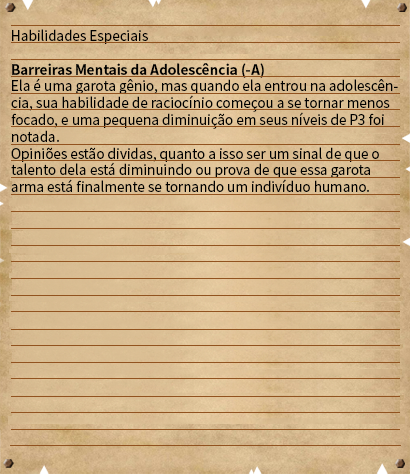 Habilidades Especiais
Barreiras Mentais da Adolescência (-A)
Ela é uma garota gênio, mas quando ela entrou na adolescên-
cia, sua habilidade de raciocínio começou a se tornar menos
focado, e uma pequena diminuição em seus níveis de P3 foi
notada.
Opiniões estão dividas, quanto a isso ser um sinal de que o
talento dela está diminuindo ou prova de que essa garota
arma está finalmente se tornando um indivíduo humano.